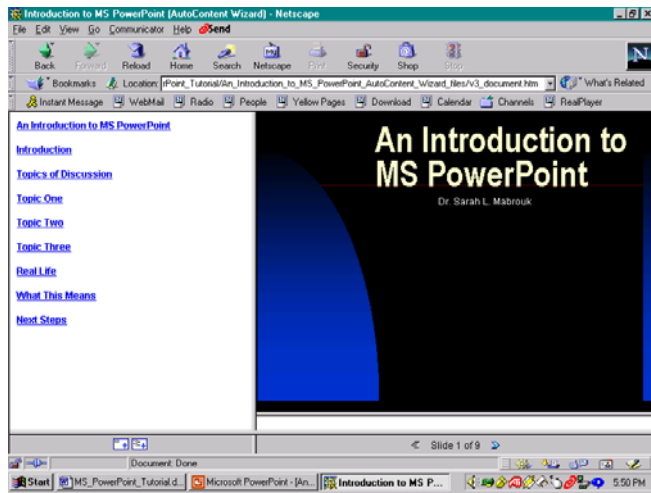 Introduction to MS PowerPoint [AutoContent Wizard] - Netscape
File Edit View Go Communicator Help Send
Back Forward Reload Home Search Netscape Print Security Shop Stop
N
Bookmarks Location: rPoint_Tutorial/An_Introduction_to_MS_PowerPoint_AutoContent_Wizard_files/v3_document.htm What's Related
Instant Message WebMail Radio People Yellow Pages Download Calendar Channels RealPlayer
An Introduction to MS PowerPoint
Introduction
Topics of Discussion
Topic One
Topic Two
Topic Three
Real Life
What This Means
Next Steps
An Introduction to
MS PowerPoint
Dr. Sarah L. Mabrouk
Slide 1 of 9
Document: Done
Start MS_PowerPoint_Tutorial.d... Microsoft PowerPoint - [An... Introduction to MS P... 5:50 PM